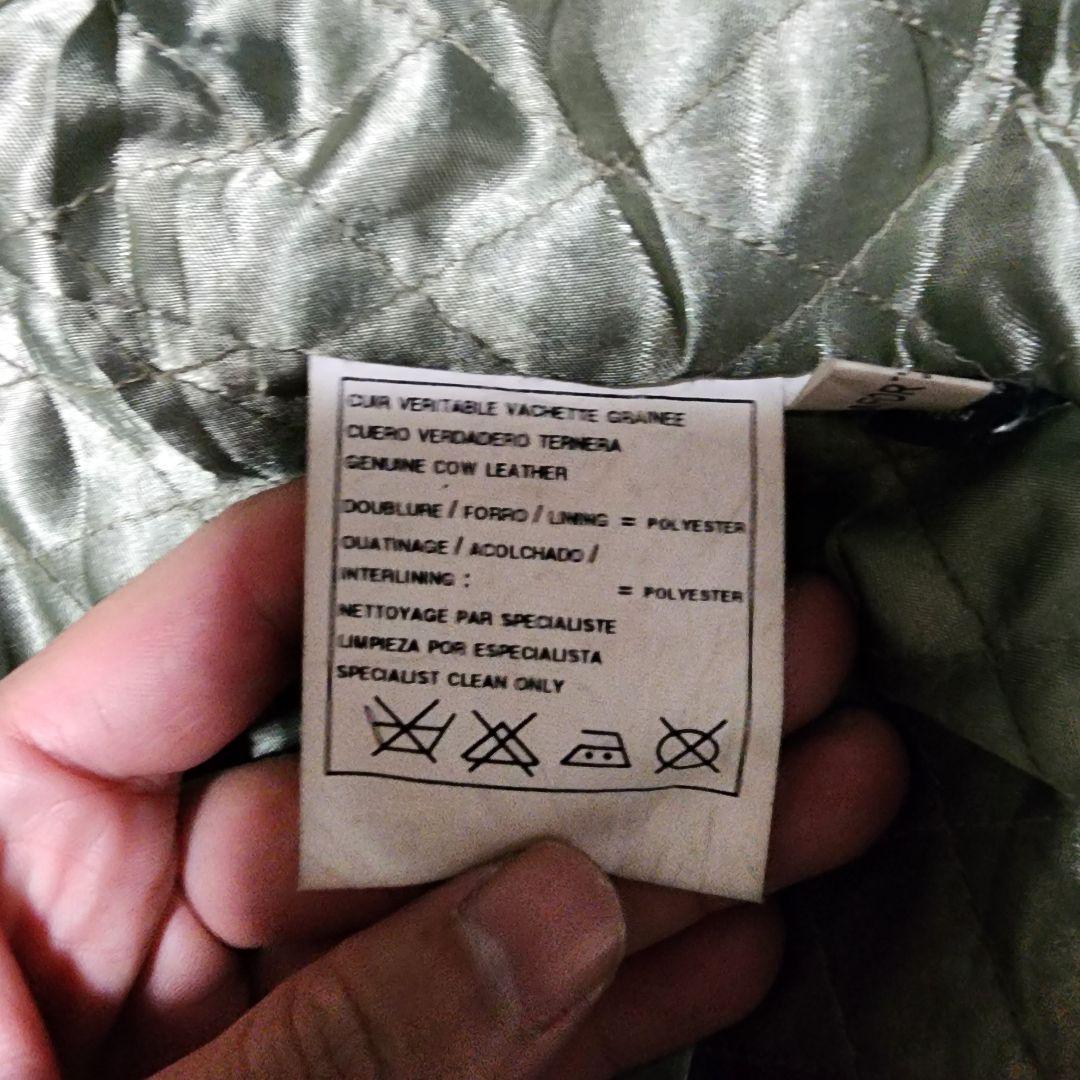 CUIR VERITABLE VACHETTE GRAINEE
CUERO VERDADERO TERNERA
GENUINE COW LEATHER
DOUBLURE / FORRO / LINING = POLYESTER
OUATINAGE / ACOLCHADO /
INTERLINING : = POLYESTER
NETTOYAGE PAR SPECIALISTE
LIMPIEZA POR ESPECIALISTA
SPECIALIST CLEAN ONLY